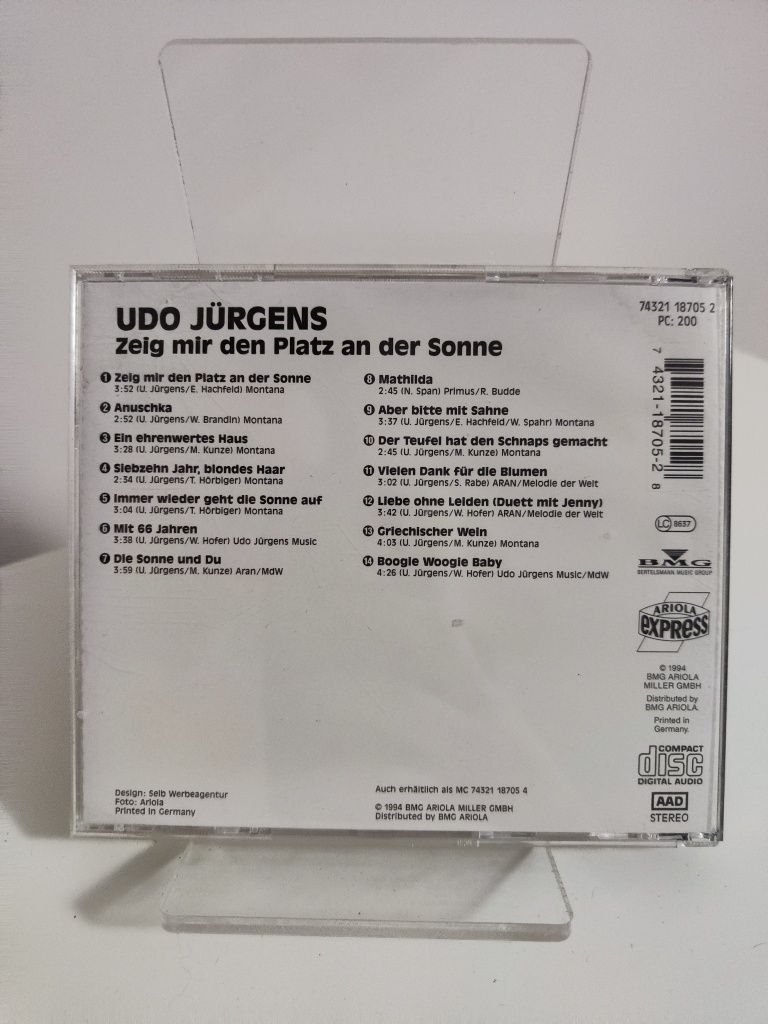 UDO JÜRGENS
Zeig mir den Platz an der Sonne
1 Zeig mir den Platz an der Sonne
3:52 (U. Jürgens/E. Hachfeld) Montana
2 Anuschka
2:52 (U. Jürgens/W. Brandin) Montana
3 Ein ehrenwertes Haus
3:28 (U. Jürgens/M. Kunze) Montana
4 Siebzehn Jahr, blondes Haar
2:34 (U. Jürgens/T. Hörbiger) Montana
5 Immer wieder geht die Sonne auf
3:04 (U. Jürgens/T. Hörbiger) Montana
6 Mit 66 Jahren
3:38 (U. Jürgens/W. Hofer) Udo Jürgens Music
7 Die Sonne und Du
3:59 (U. Jürgens/M. Kunze) Aran/MdW
8 Mathilda
2:45 (N. Span) Primus/R. Budde
9 Aber bitte mit Sahne
3:37 (U. Jürgens/E. Hachfeld/W. Spahr) Montana
10 Der Teufel hat den Schnaps gemacht
2:45 (U. Jürgens/M. Kunze) Montana
11 Vielen Dank für die Blumen
3:02 (U. Jürgens/S. Rabe) ARAN/Melodie der Welt
12 Liebe ohne Leiden (Duett mit Jenny)
3:42 (U. Jürgens/W. Hofer) ARAN/Melodie der Welt
13 Griechischer Wein
4:03 (U. Jürgens/M. Kunze) Montana
14 Boogie Woogie Baby
4:26 (U. Jürgens/W. Hofer) Udo Jürgens Music/MdW
74321 18705 2
PC: 200
7 4321-18705-2 8
LC 8637
BMG
BERTELSMANN MUSIC GROUP
ARIOLA
EXPRESS
© 1994
BMG ARIOLA
MILLER GMBH
Distributed by
BMG ARIOLA.
Printed in
Germany.
COMPACT
disc
DIGITAL AUDIO
AAD
STEREO
Design: Selb Werbeagentur
Foto: Ariola
Printed in Germany
Auch erhältlich als MC 74321 18705 4
© 1994 BMG ARIOLA MILLER GMBH
Distributed by BMG ARIOLA